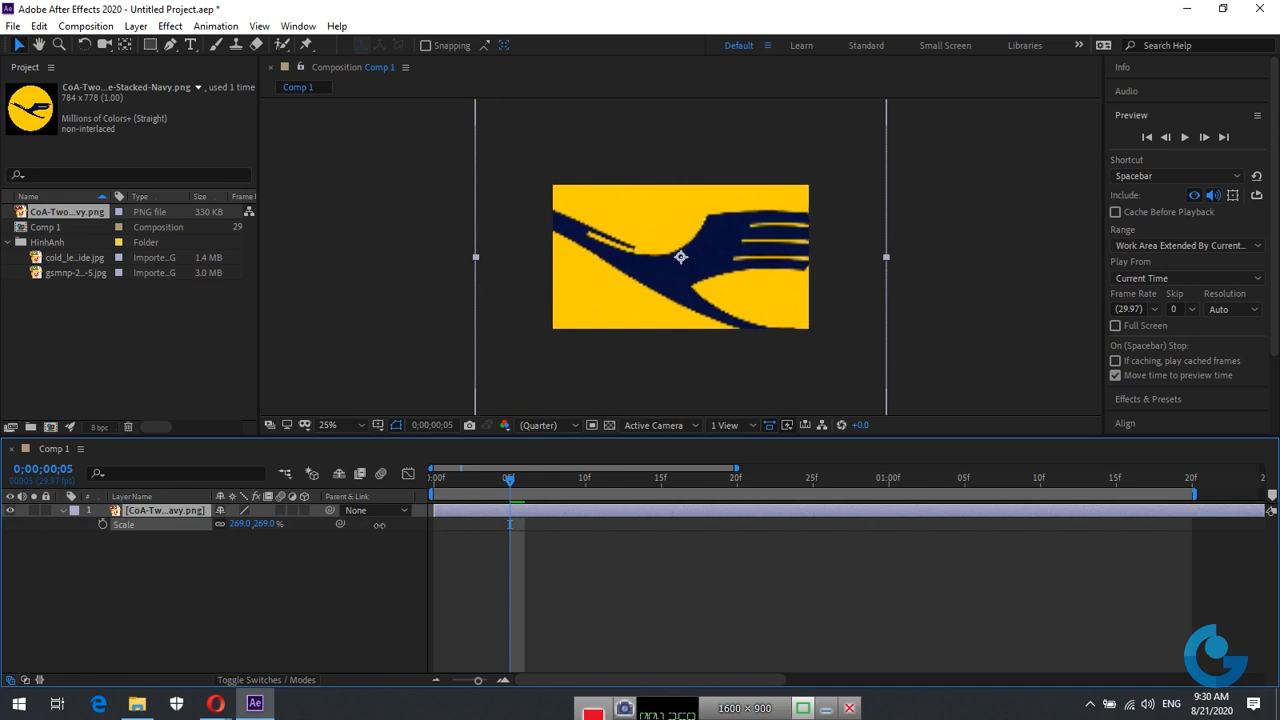 Adobe After Effects 2020 - Untitled Project.aep *
File Edit Composition Layer Effect Animation View Window Help
Snapping Default Learn Standard Small Screen Libraries Search Help
Project
CoA-Two...e-Stacked-Navy.png , used 1 time
784 x 778 (1.00)
Millions of Colors+ (Straight)
non-interlaced
Name Type Size Frame
CoA-Two...vy.png PNG file 330 KB
Comp 1 Composition 29
HinhAnh Folder
cold_le...ide.jpg Importe...G 1.4 MB
gsmnp-2...-5.jpg Importe...G 3.0 MB
8 bpc
Composition Comp 1
Comp 1
25% 0;00;00;05 (Quarter) Active Camera 1 View +0.0
Info
Audio
Preview
Shortcut
Spacebar
Include:
Cache Before Playback
Range
Work Area Extended By Current...
Play From
Current Time
Frame Rate Skip Resolution
(29.97) 0 Auto
Full Screen
On (Spacebar) Stop:
If caching, play cached frames
Move time to preview time
Effects & Presets
Align
Comp 1
0;00;00;05
00005 (29.97 fps)
:00f 10f 15f 20f 25f 01:00f 05f 10f 15f 20f
# Layer Name Parent & Link
1 [CoA-Tw...avy.png] None
Scale 269.0,269.0 %
Toggle Switches / Modes
1600 × 900
ENG
9:30 AM
8/21/2020